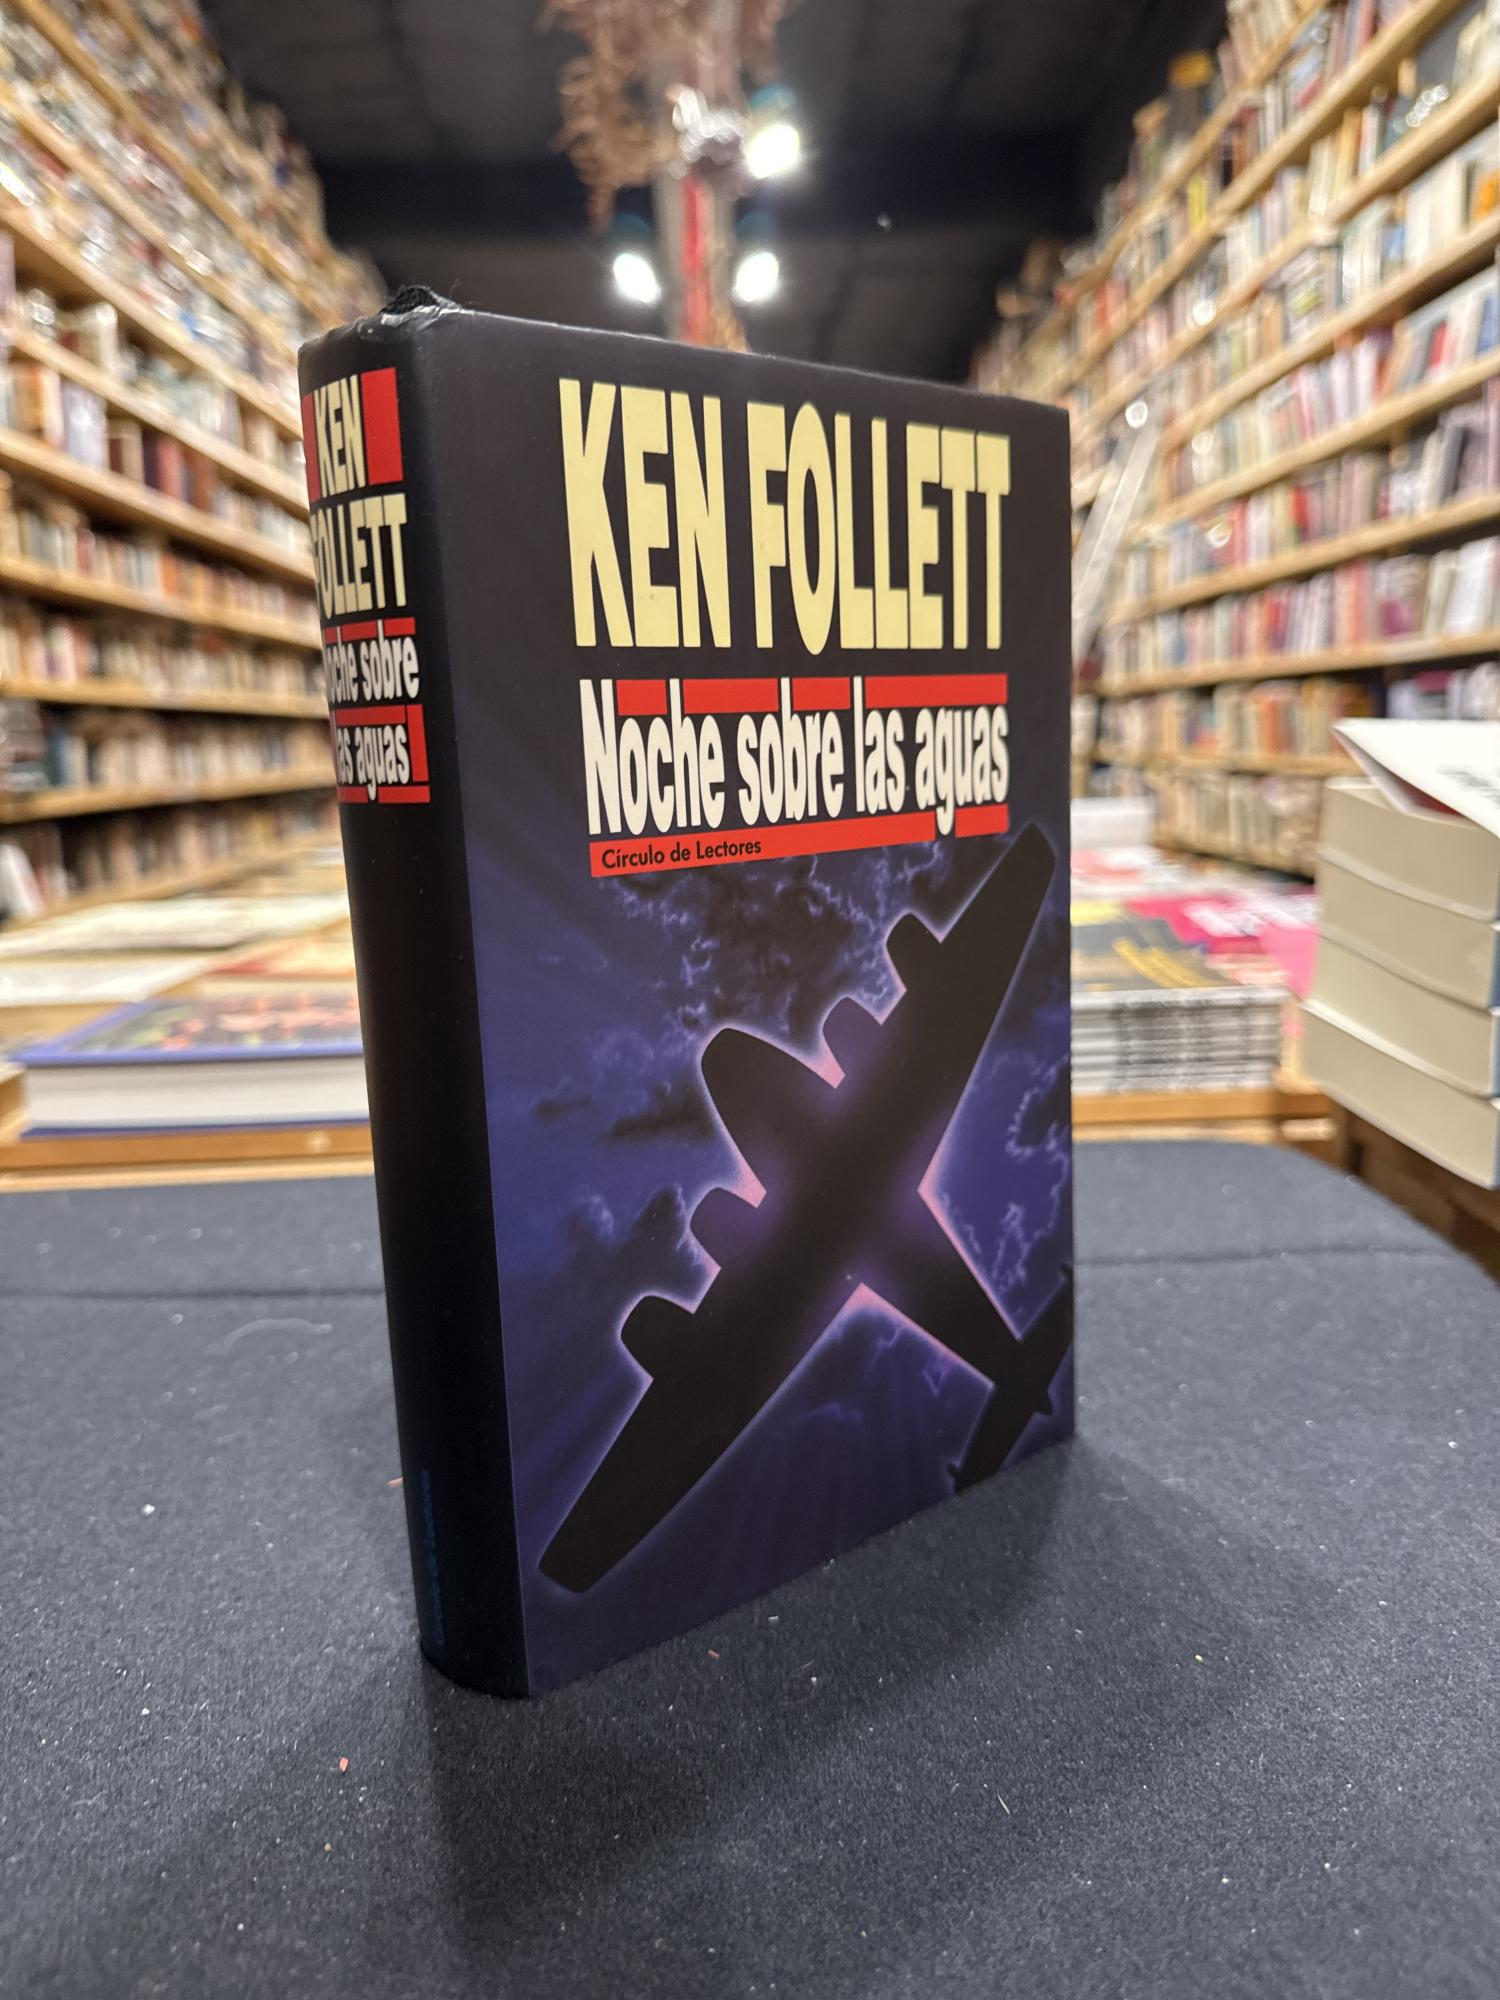 KEN
FOLLETT
Noche sobre
las aguas
KEN FOLLETT
Noche sobre las aguas
Círculo de Lectores